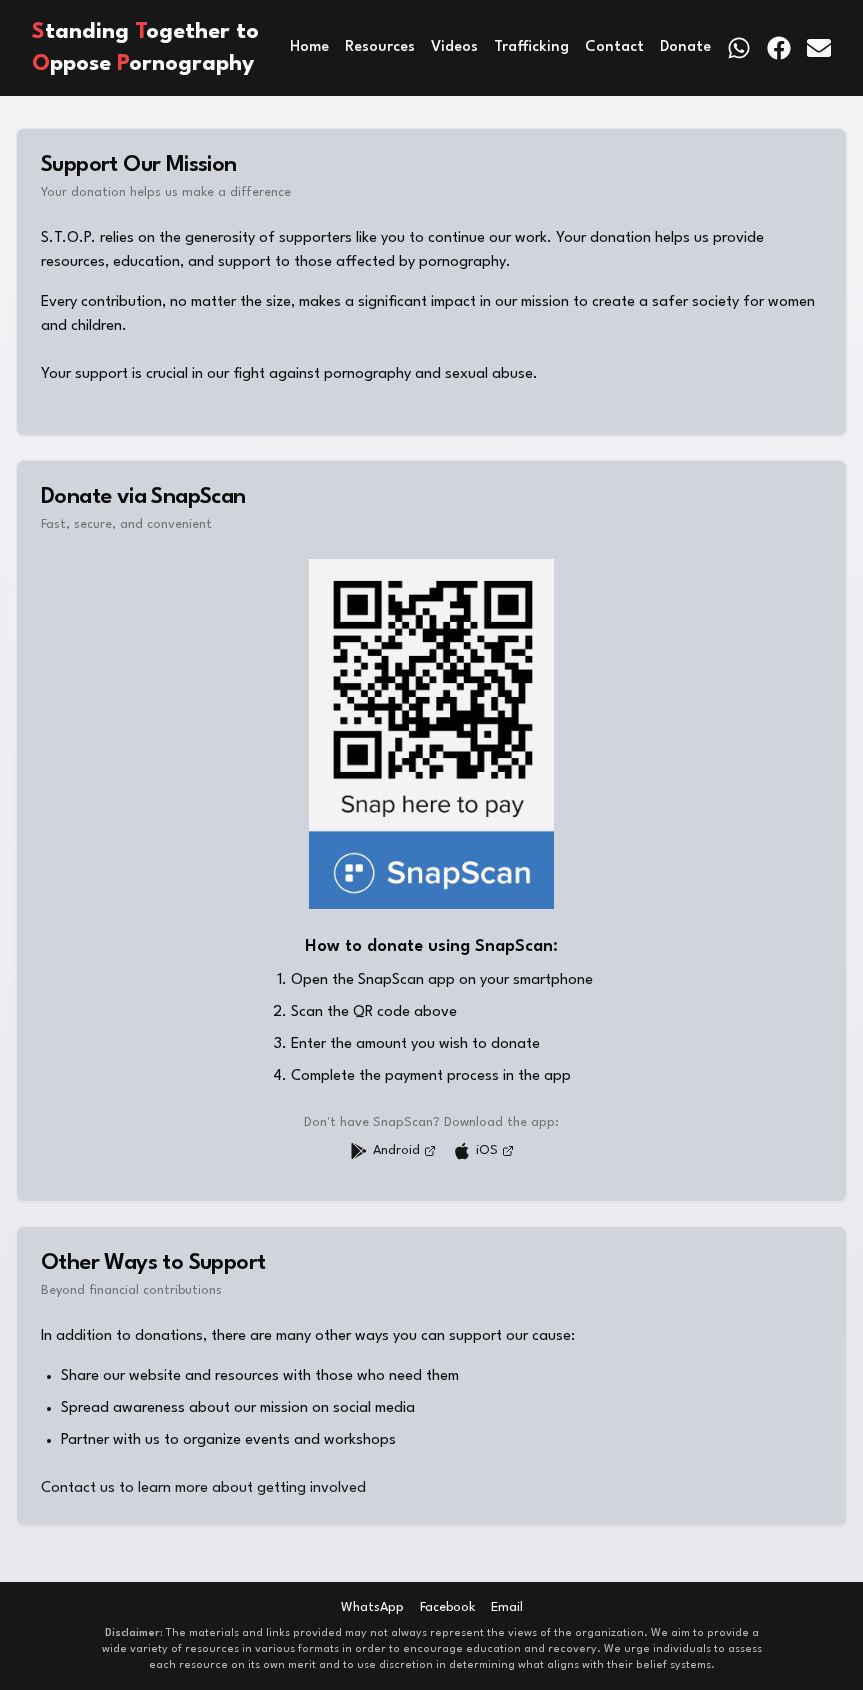 Standing Together to
Oppose Pornography
Home Resources Videos Trafficking Contact Donate
Support Our Mission
Your donation helps us make a difference
S.T.O.P. relies on the generosity of supporters like you to continue our work. Your donation helps us provide
resources, education, and support to those affected by pornography.
Every contribution, no matter the size, makes a significant impact in our mission to create a safer society for women
and children.
Your support is crucial in our fight against pornography and sexual abuse.
Donate via SnapScan
Fast, secure, and convenient
Snap here to pay
SnapScan
How to donate using SnapScan:
1. Open the SnapScan app on your smartphone
2. Scan the QR code above
3. Enter the amount you wish to donate
4. Complete the payment process in the app
Don't have SnapScan? Download the app:
Android iOS
Other Ways to Support
Beyond financial contributions
In addition to donations, there are many other ways you can support our cause:
• Share our website and resources with those who need them
• Spread awareness about our mission on social media
• Partner with us to organize events and workshops
Contact us to learn more about getting involved
WhatsApp Facebook Email
Disclaimer: The materials and links provided may not always represent the views of the organization. We aim to provide a
wide variety of resources in various formats in order to encourage education and recovery. We urge individuals to assess
each resource on its own merit and to use discretion in determining what aligns with their belief systems.